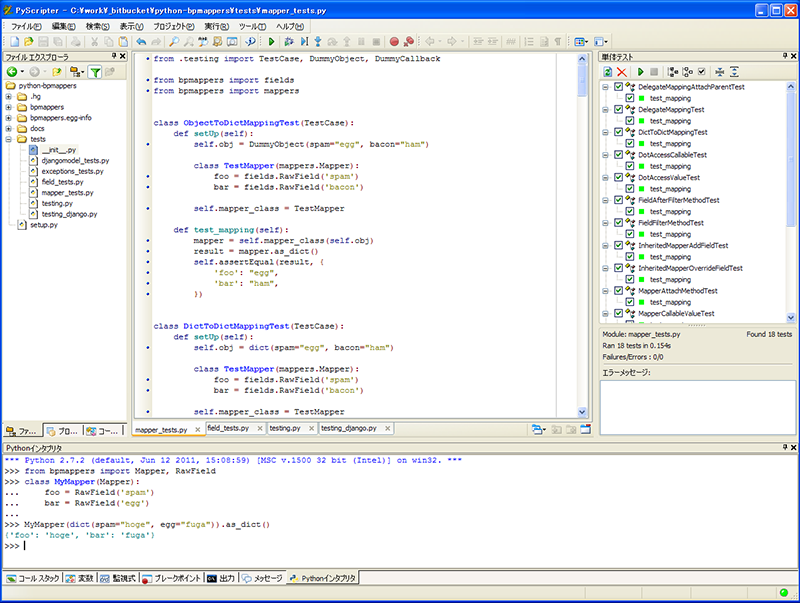 PyScripter - C:¥work¥_bitbucket¥python-bpmappers¥tests¥mapper_tests.py
ファイル(F) 編集(E) 検索(S) 表示(V) プロジェクト(P) 実行(R) ツール(T) ヘルプ(H)
ファイル エクスプローラ
python-bpmappers
.hg
bpmappers
bpmappers.egg-info
docs
tests
__init__.py
djangomodel_tests.py
exceptions_tests.py
field_tests.py
mapper_tests.py
testing.py
testing_django.py
setup.py
ファ... プロ... コー...
from .testing import TestCase, DummyObject, DummyCallback
from bpmappers import fields
from bpmappers import mappers
class ObjectToDictMappingTest(TestCase):
def setUp(self):
self.obj = DummyObject(spam="egg", bacon="ham")
class TestMapper(mappers.Mapper):
foo = fields.RawField('spam')
bar = fields.RawField('bacon')
self.mapper_class = TestMapper
def test_mapping(self):
mapper = self.mapper_class(self.obj)
result = mapper.as_dict()
self.assertEqual(result, {
'foo': "egg",
'bar': "ham",
})
class DictToDictMappingTest(TestCase):
def setUp(self):
self.obj = dict(spam="egg", bacon="ham")
class TestMapper(mappers.Mapper):
foo = fields.RawField('spam')
bar = fields.RawField('bacon')
self.mapper_class = TestMapper
mapper_tests.py field_tests.py testing.py testing_django.py
単体テスト
DelegateMappingAttachParentTest
test_mapping
DelegateMappingTest
test_mapping
DictToDictMappingTest
test_mapping
DotAccessCallableTest
test_mapping
DotAccessValueTest
test_mapping
FieldAfterFilterMethodTest
test_mapping
FieldFilterMethodTest
test_mapping
InheritedMapperAddFieldTest
test_mapping
InheritedMapperOverrideFieldTest
test_mapping
MapperAttachMethodTest
test_mapping
MapperCallableValueTest
Module: mapper_tests.py Found 18 tests
Ran 18 tests in 0.154s
Failures/Errors : 0/0
エラーメッセージ:
Pythonインタプリタ
*** Python 2.7.2 (default, Jun 12 2011, 15:08:59) [MSC v.1500 32 bit (Intel)] on win32. ***
>>> from bpmappers import Mapper, RawField
>>> class MyMapper(Mapper):
... foo = RawField('spam')
... bar = RawField('egg')
...
>>> MyMapper(dict(spam="hoge", egg="fuga")).as_dict()
{'foo': 'hoge', 'bar': 'fuga'}
>>>
コール スタック 変数 監視式 ブレークポイント 出力 メッセージ Pythonインタプリタ